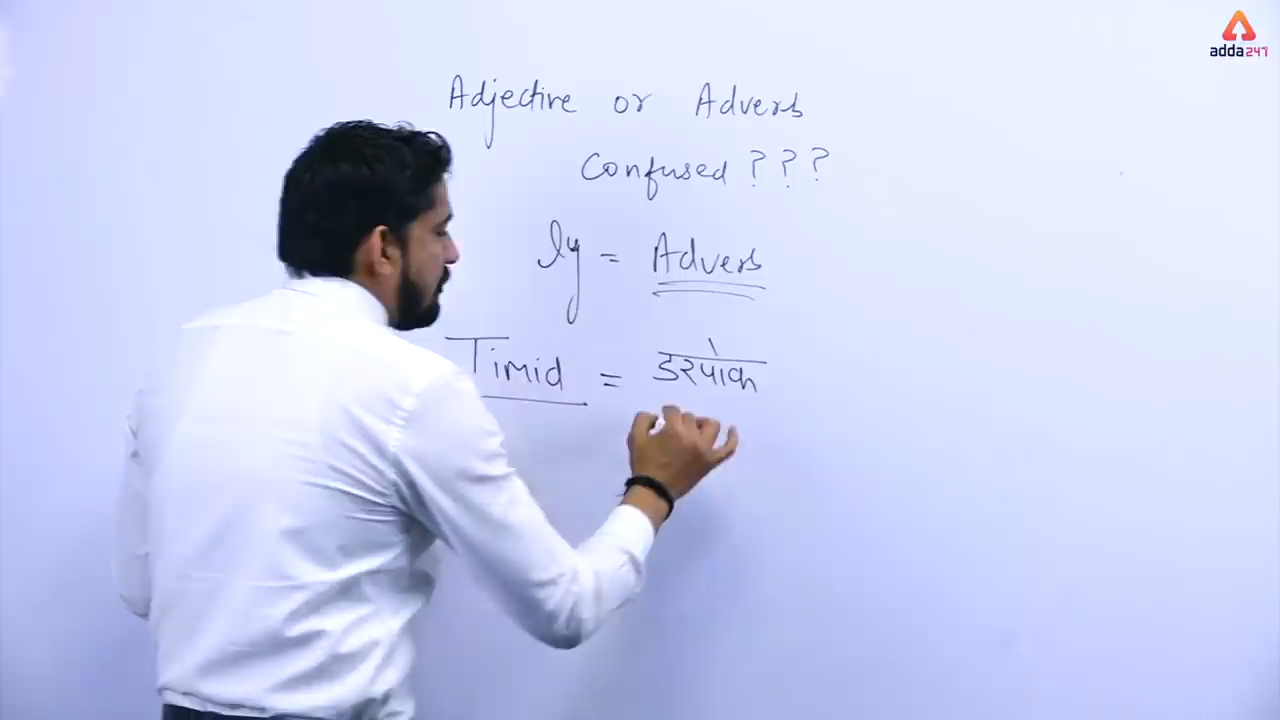 adda247
Adjective or Adverb
Confused ? ? ?
ly = Adverb
Timid = डरपोक